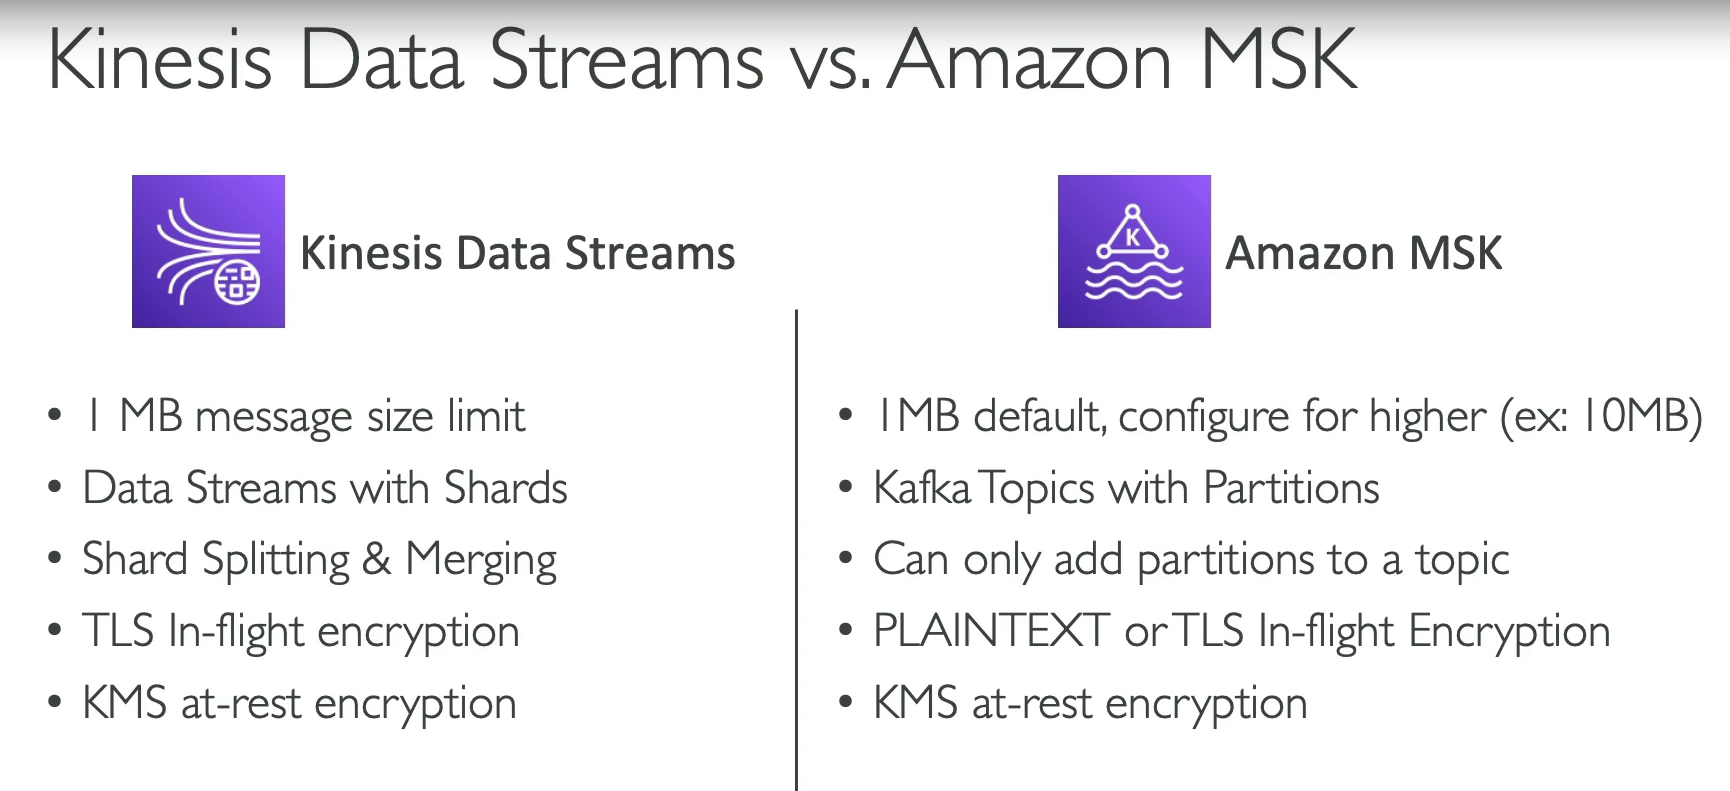 Kinesis Data Streams vs. Amazon MSK
Kinesis Data Streams
• 1 MB message size limit
• Data Streams with Shards
• Shard Splitting & Merging
• TLS In-flight encryption
• KMS at-rest encryption
K
Amazon MSK
• 1MB default, configure for higher (ex: 10MB)
• Kafka Topics with Partitions
• Can only add partitions to a topic
• PLAINTEXT or TLS In-flight Encryption
• KMS at-rest encryption